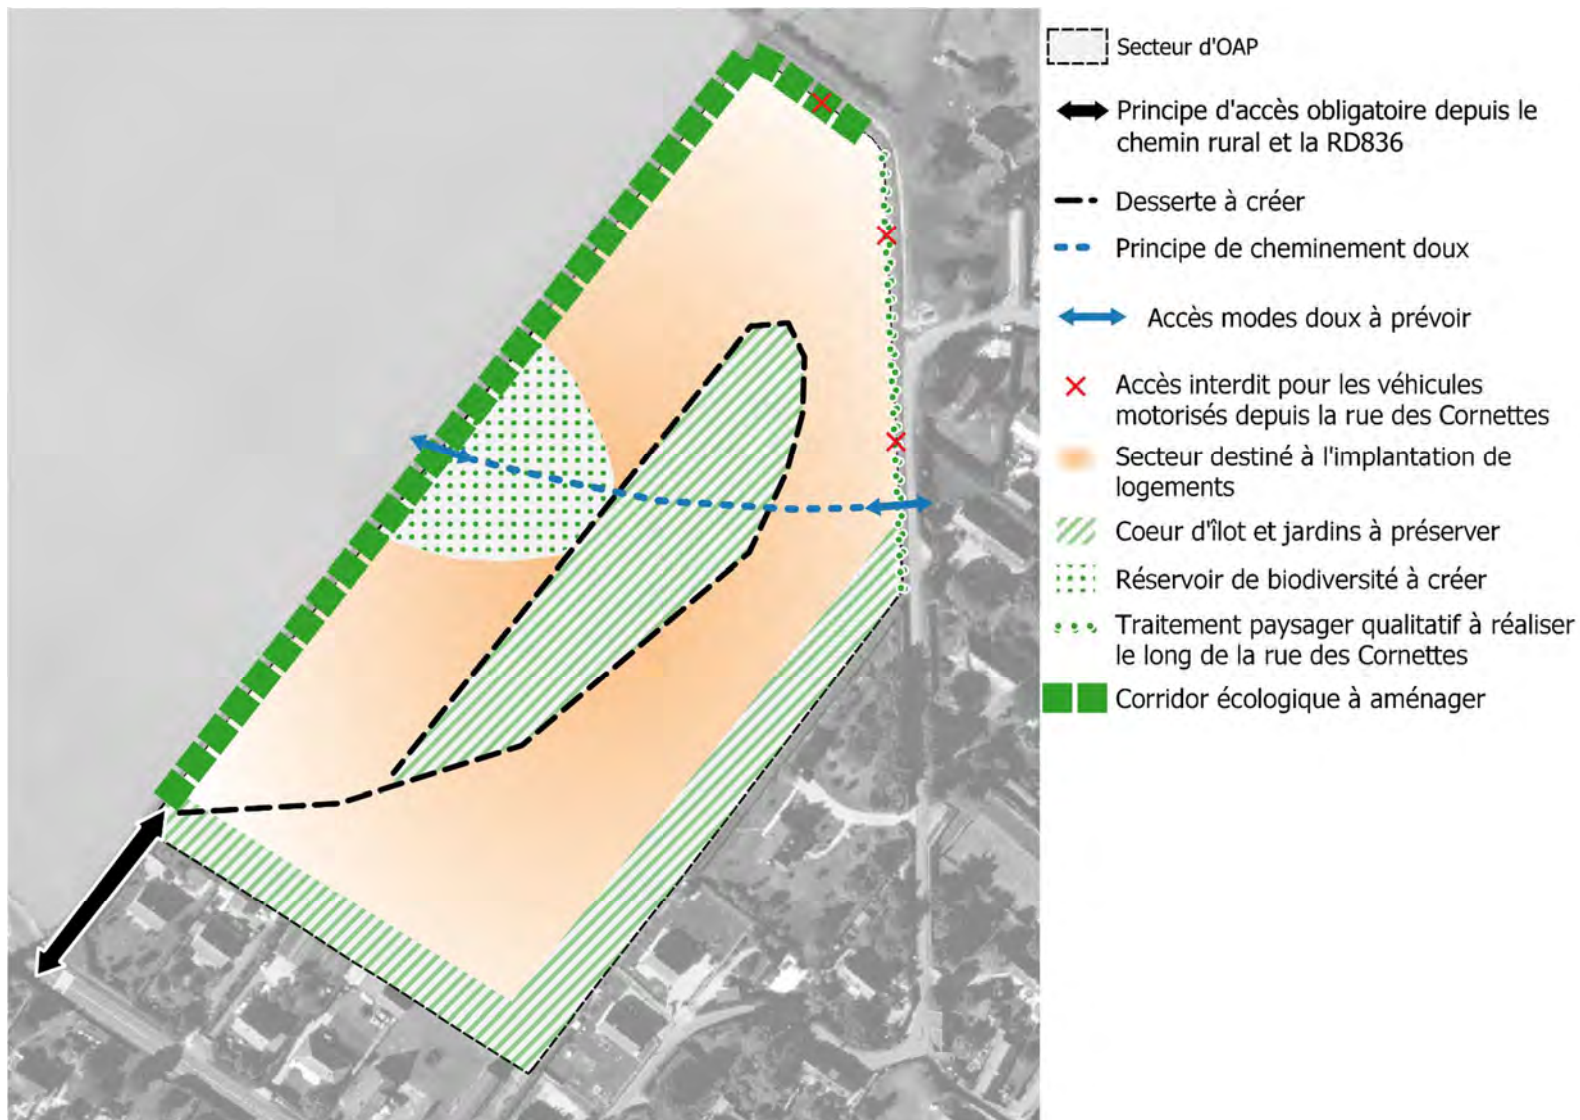 Secteur d'OAP
Principe d'accès obligatoire depuis le
chemin rural et la RD836
Desserte à créer
Principe de cheminement doux
Accès modes doux à prévoir
Accès interdit pour les véhicules
motorisés depuis la rue des Cornettes
Secteur destiné à l'implantation de
logements
Coeur d'îlot et jardins à préserver
Réservoir de biodiversité à créer
Traitement paysager qualitatif à réaliser
le long de la rue des Cornettes
Corridor écologique à aménager